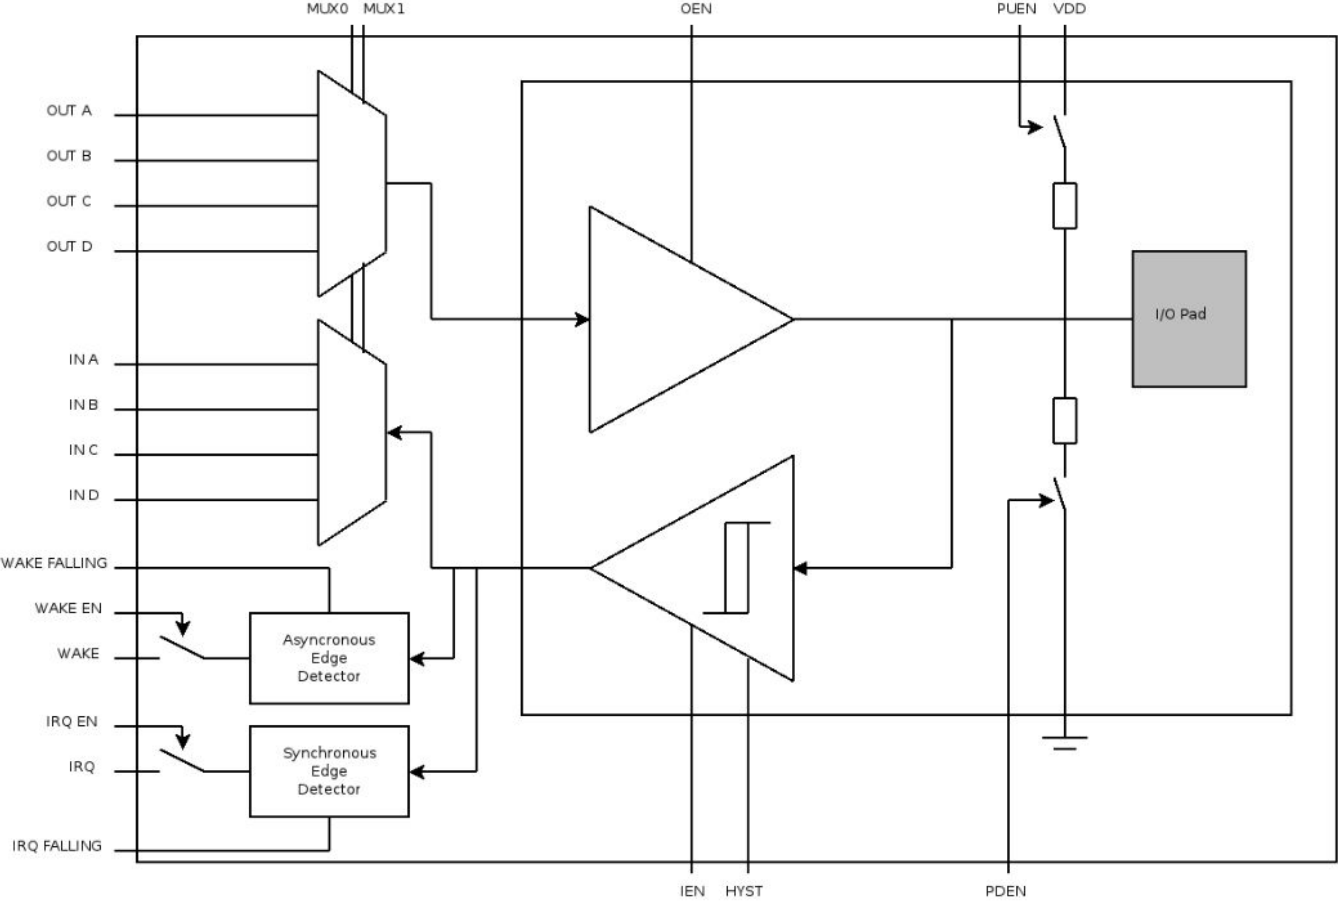 MUX0 MUX1 OEN PUEN VDD
OUT A
OUT B
OUT C
OUT D
I/O Pad
IN A
IN B
IN C
IN D
WAKE FALLING
WAKE EN
WAKE
Asyncronous
Edge
Detector
IRQ EN
IRQ
Synchronous
Edge
Detector
IRQ FALLING
IEN HYST PDEN